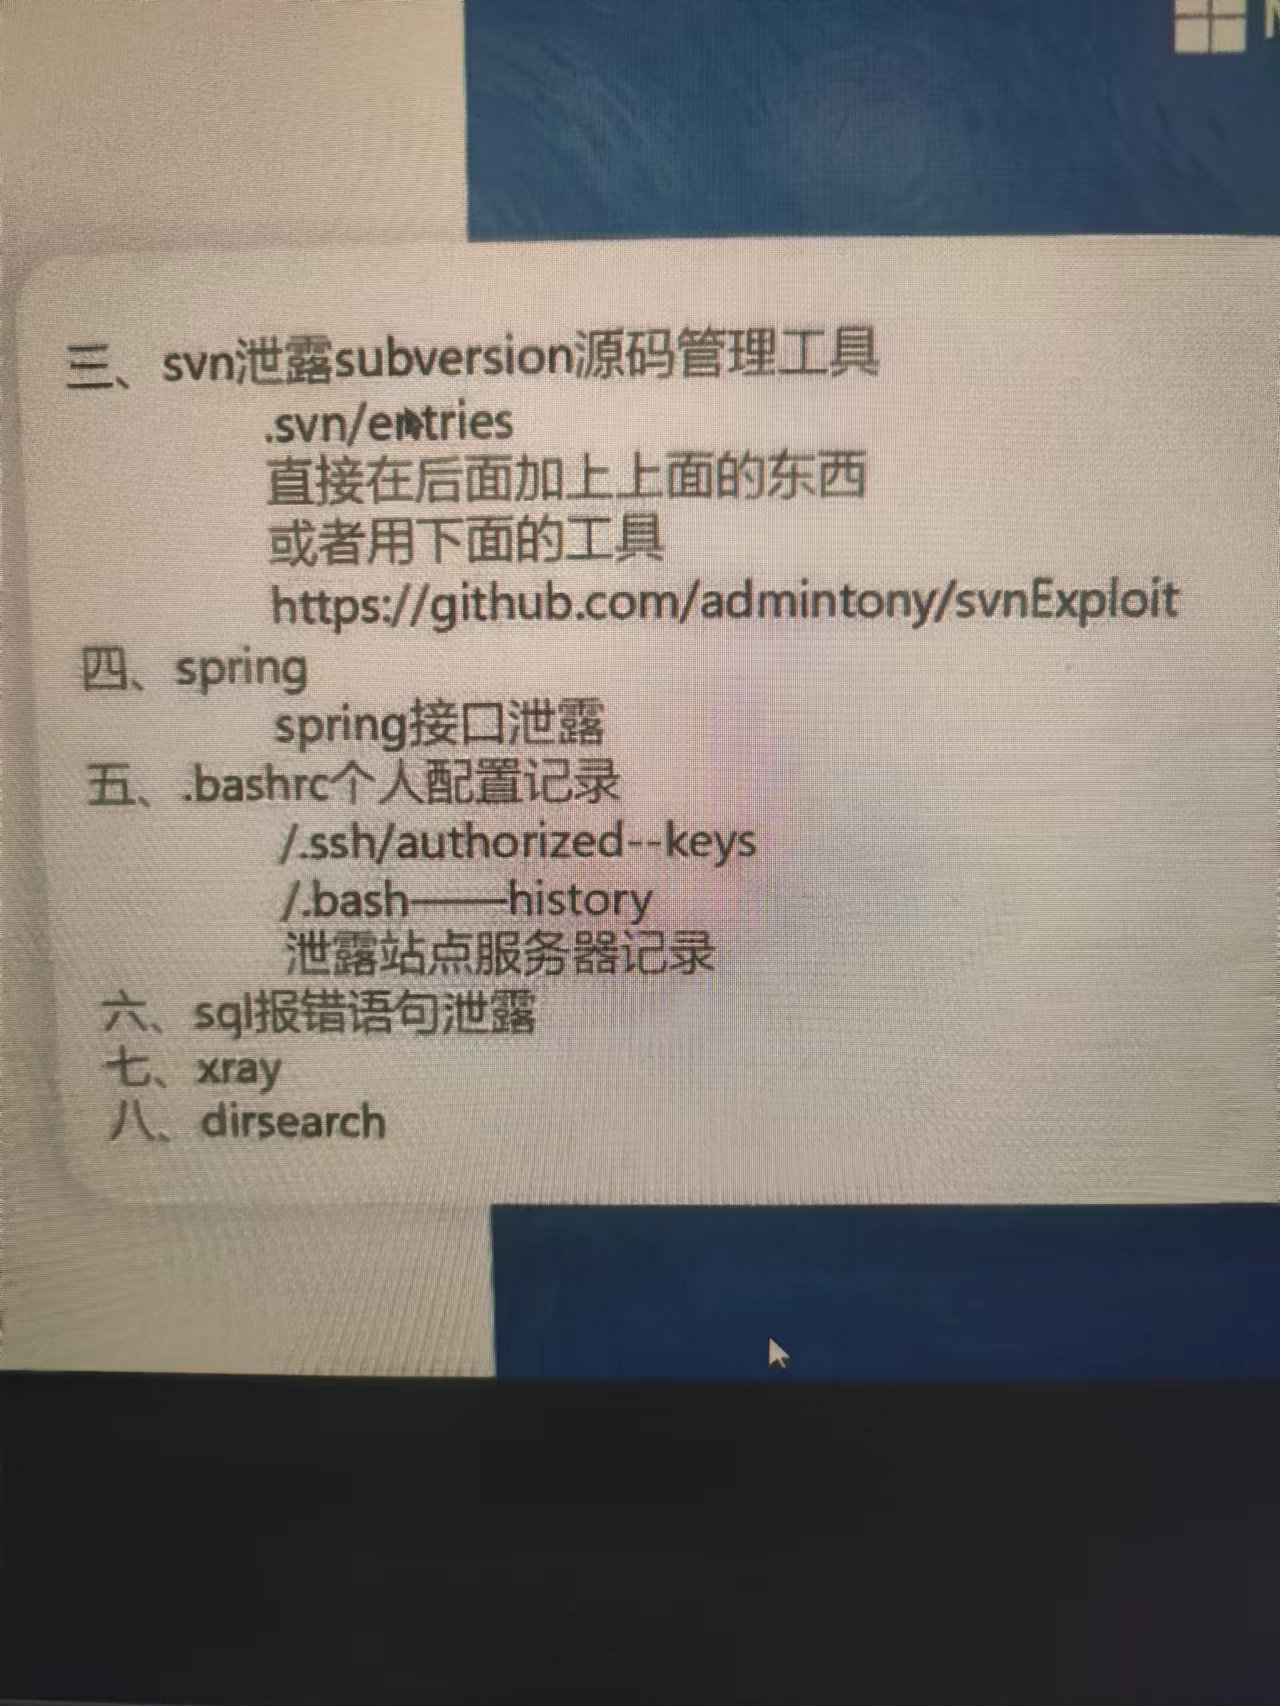 三、svn泄露subversion源码管理工具
.svn/entries
直接在后面加上上面的东西
或者用下面的工具
https://github.com/admintony/svnExploit
四、spring
spring接口泄露
五、.bashrc个人配置记录
/.ssh/authorized--keys
/.bash——history
泄露站点服务器记录
六、sql报错语句泄露
七、xray
八、dirsearch